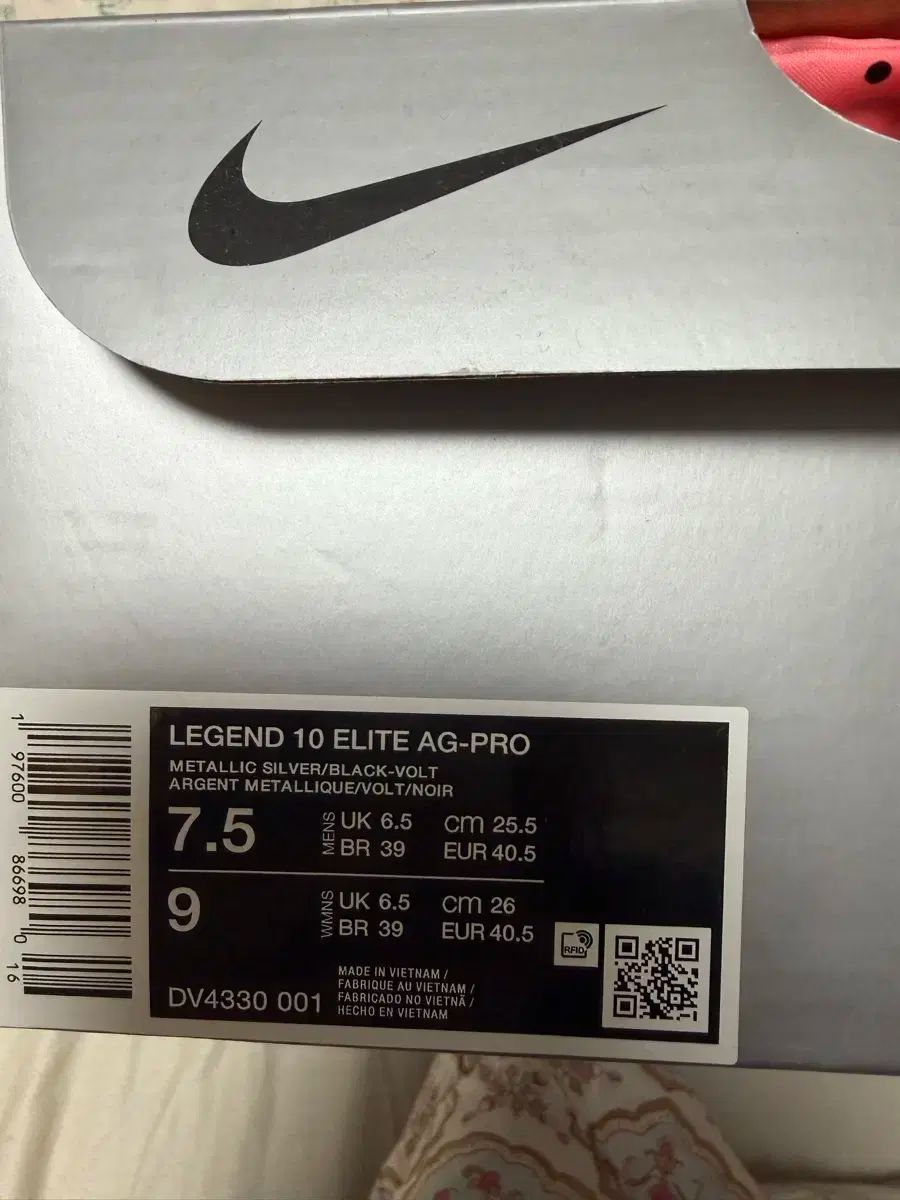 LEGEND 10 ELITE AG-PRO
METALLIC SILVER/BLACK-VOLT
ARGENT METALLIQUE/VOLT/NOIR
7.5 MENS UK 6.5 CM 25.5
BR 39 EUR 40.5
9 WMNS UK 6.5 CM 26
BR 39 EUR 40.5
RFID
MADE IN VIETNAM /
FABRIQUE AU VIETNAM /
FABRICADO NO VIETNÃ /
HECHO EN VIETNAM
DV4330 001
1 97600 86698 0 16